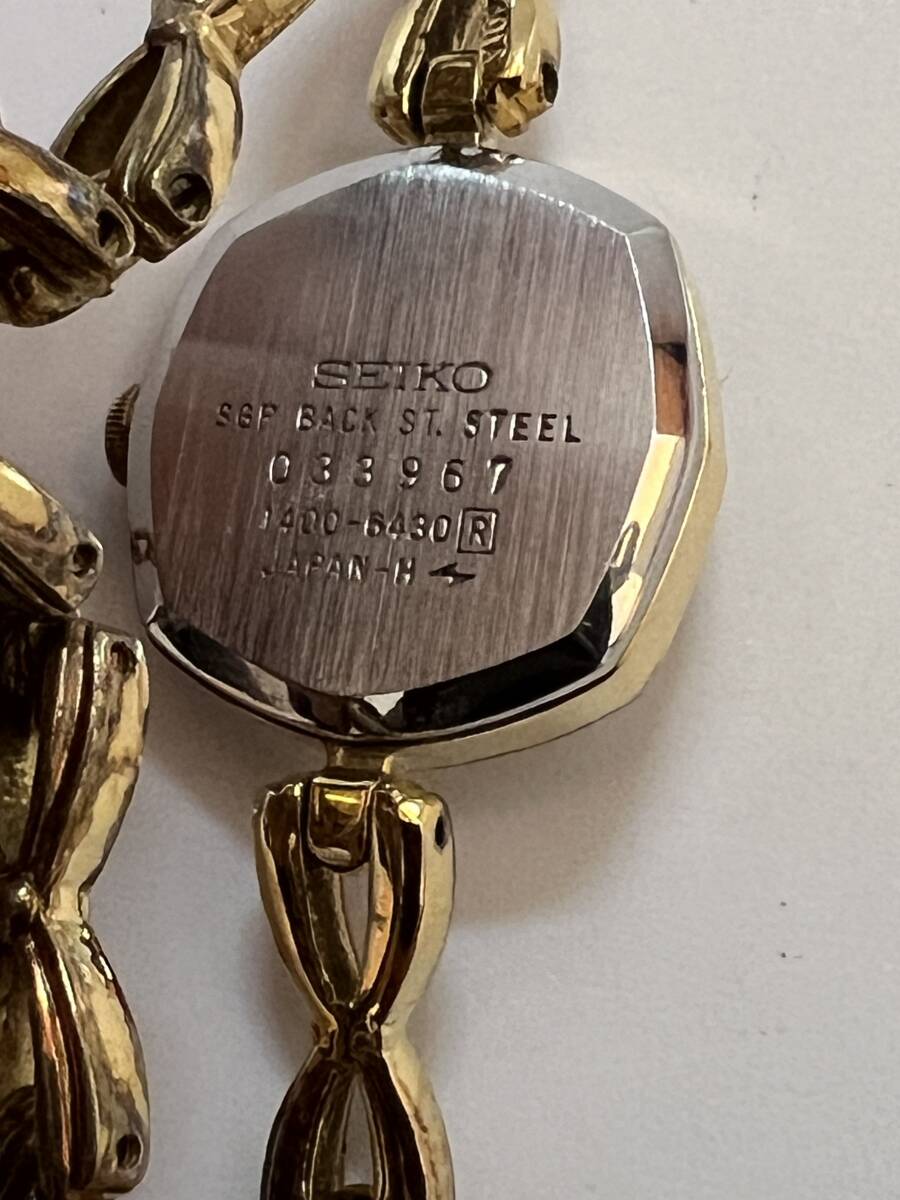 SEIKO
SGP BACK ST. STEEL
033967
1400-6430 R
JAPAN-H